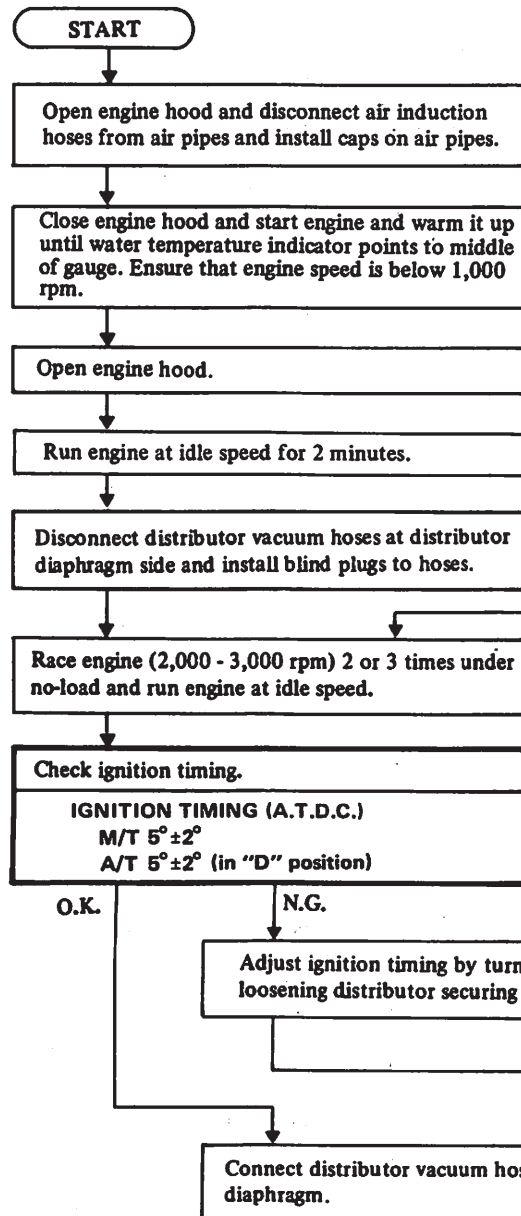 START
Open engine hood and disconnect air induction
hoses from air pipes and install caps on air pipes.
Close engine hood and start engine and warm it up
until water temperature indicator points to middle
of gauge. Ensure that engine speed is below 1,000
rpm.
Open engine hood.
Run engine at idle speed for 2 minutes.
Disconnect distributor vacuum hoses at distributor
diaphragm side and install blind plugs to hoses.
Race engine (2,000 - 3,000 rpm) 2 or 3 times under
no-load and run engine at idle speed.
Check ignition timing.
IGNITION TIMING (A.T.D.C.)
M/T 5°±2°
A/T 5°±2° (in "D" position)
O.K.
N.G.
Adjust ignition timing by turn
loosening distributor securing
Connect distributor vacuum hos
diaphragm.